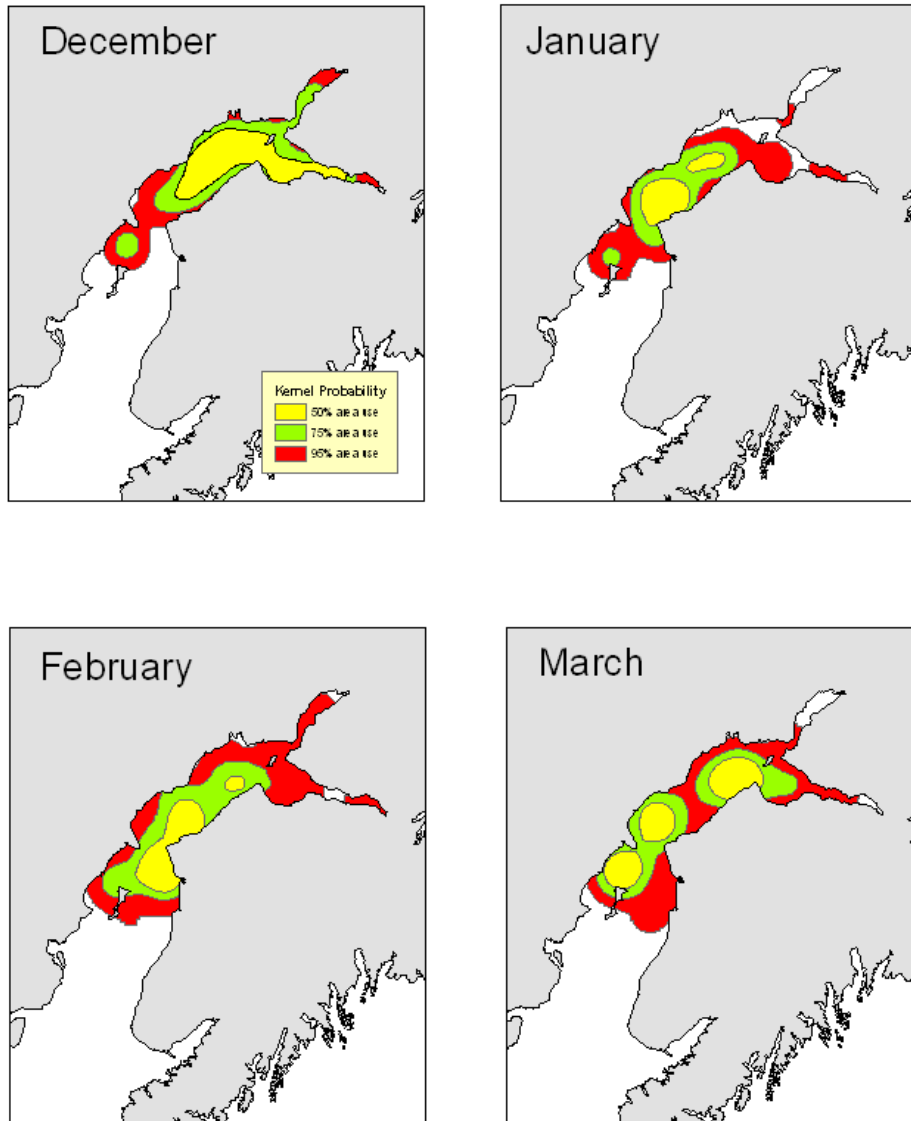 December
January
Kernel Probability
50% area use
75% area use
95% area use
February
March